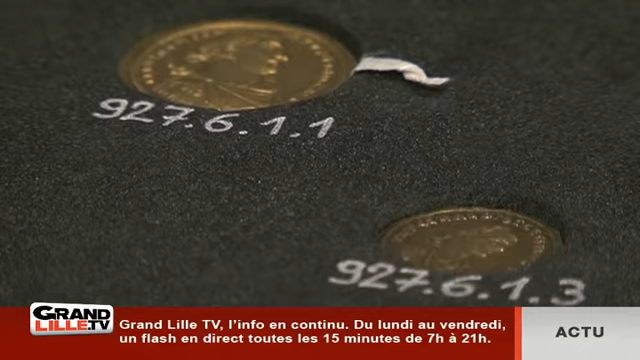 927.6.1.1
927.6.1.3
GRAND
LILLE.TV
Grand Lille TV, l'info en continu. Du lundi au vendredi,
un flash en direct toutes les 15 minutes de 7h à 21h.
ACTU